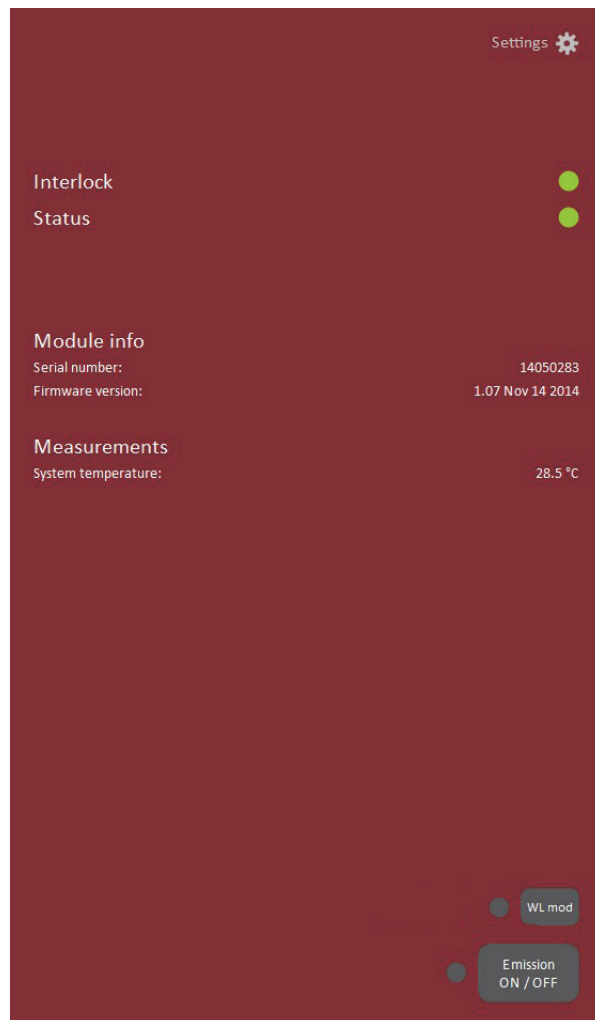 Settings
Interlock
Status
Module info
Serial number: 14050283
Firmware version: 1.07 Nov 14 2014
Measurements
System temperature: 28.5 °C
WL mod
Emission
ON / OFF